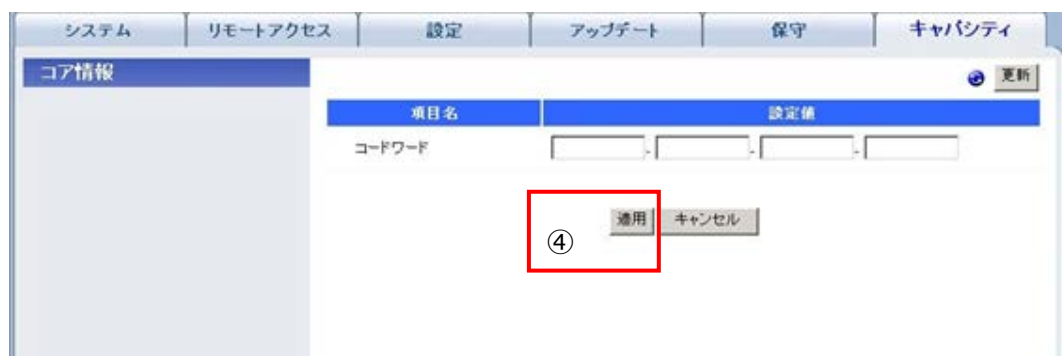 システム リモートアクセス 設定 アップデート 保守 キャパシティ
コア情報
更新
項目名 設定値
コードワード - - -
適用 キャンセル
④